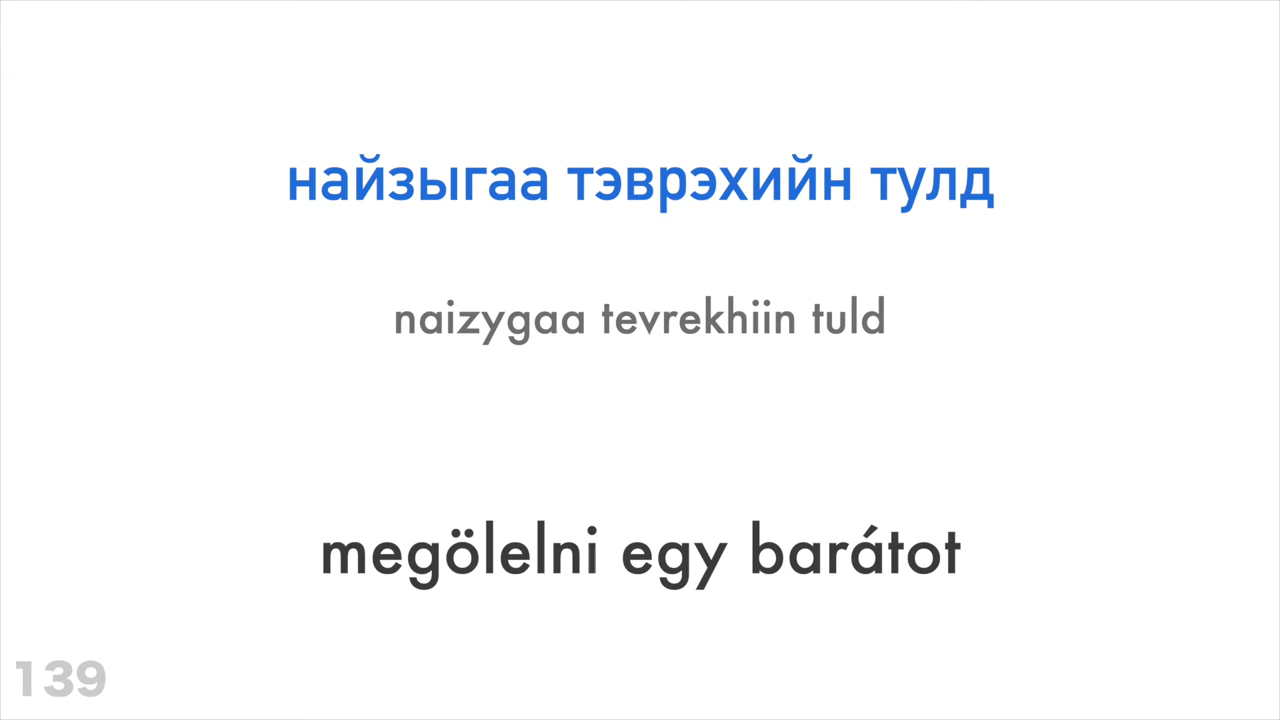 найзыгаа тэврэхийн тулд
naizygaa tevrekhiin tuld
megölelni egy barátot
139